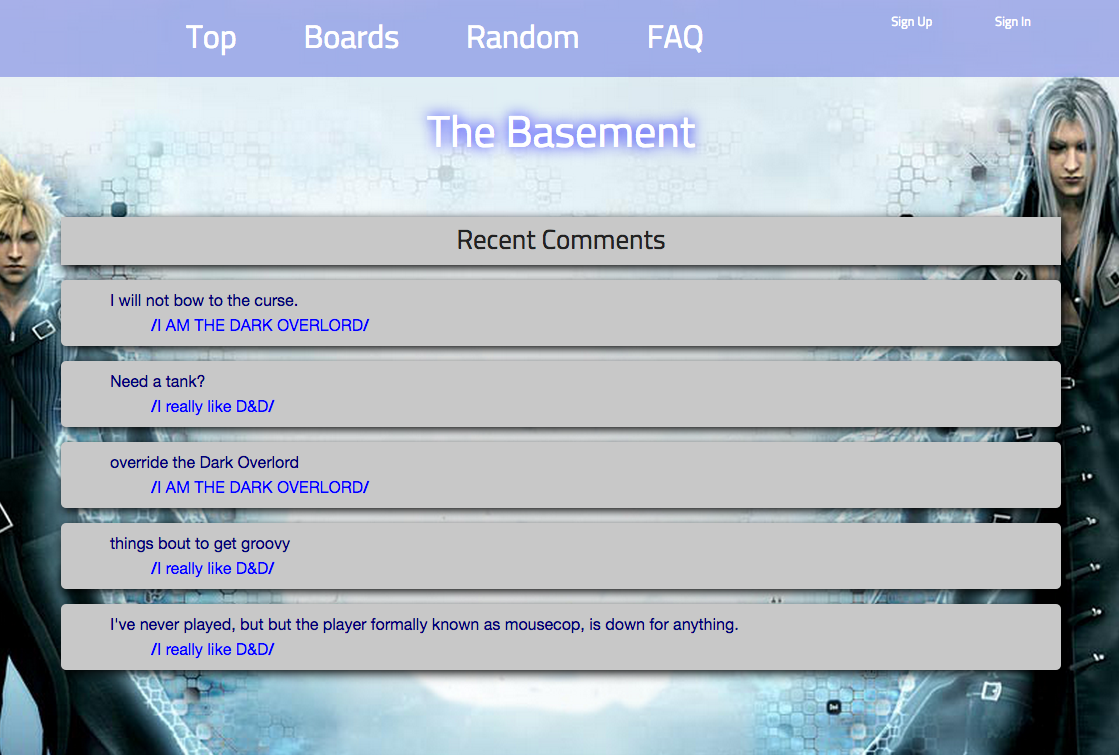 Top Boards Random FAQ Sign Up Sign In
The Basement
Recent Comments
I will not bow to the curse.
/I AM THE DARK OVERLORD/
Need a tank?
/I really like D&D/
override the Dark Overlord
/I AM THE DARK OVERLORD/
things bout to get groovy
/I really like D&D/
I've never played, but but the player formally known as mousecop, is down for anything.
/I really like D&D/